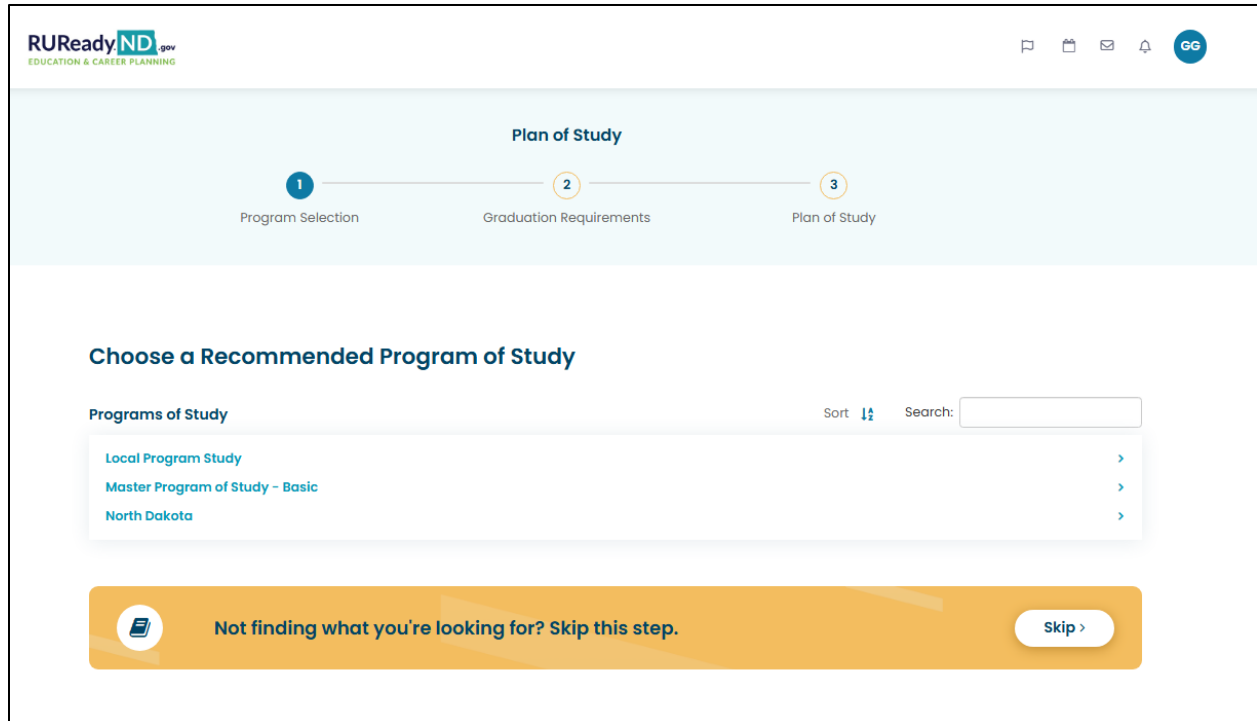 RUReady.ND.gov
EDUCATION & CAREER PLANNING
GG
Plan of Study
1
2
3
Program Selection
Graduation Requirements
Plan of Study
Choose a Recommended Program of Study
Programs of Study
Sort
Search:
Local Program Study
Master Program of Study - Basic
North Dakota
Not finding what you're looking for? Skip this step.
Skip